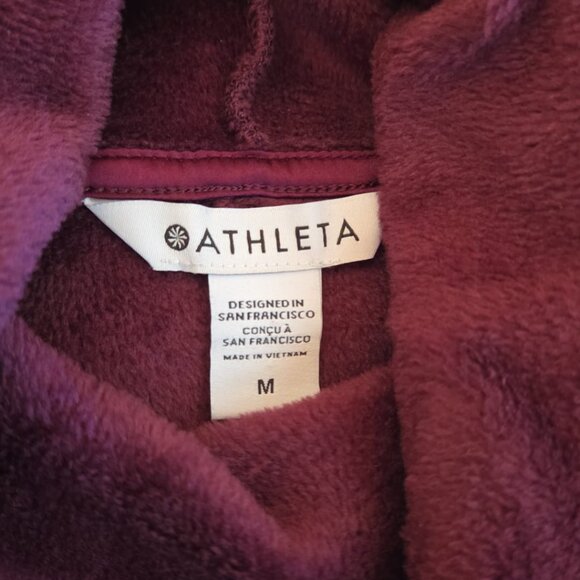 ATHLETA
DESIGNED IN
SAN FRANCISCO
CONÇU À
SAN FRANCISCO
MADE IN VIETNAM
M